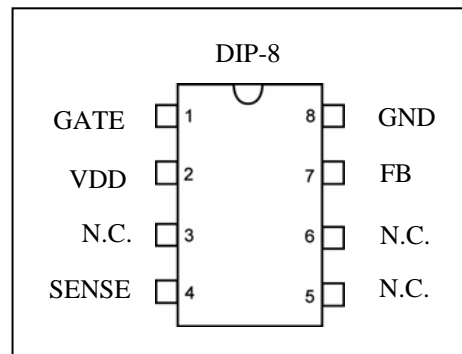 DIP-8
GATE 1 8 GND
VDD 2 7 FB
N.C. 3 6 N.C.
SENSE 4 5 N.C.